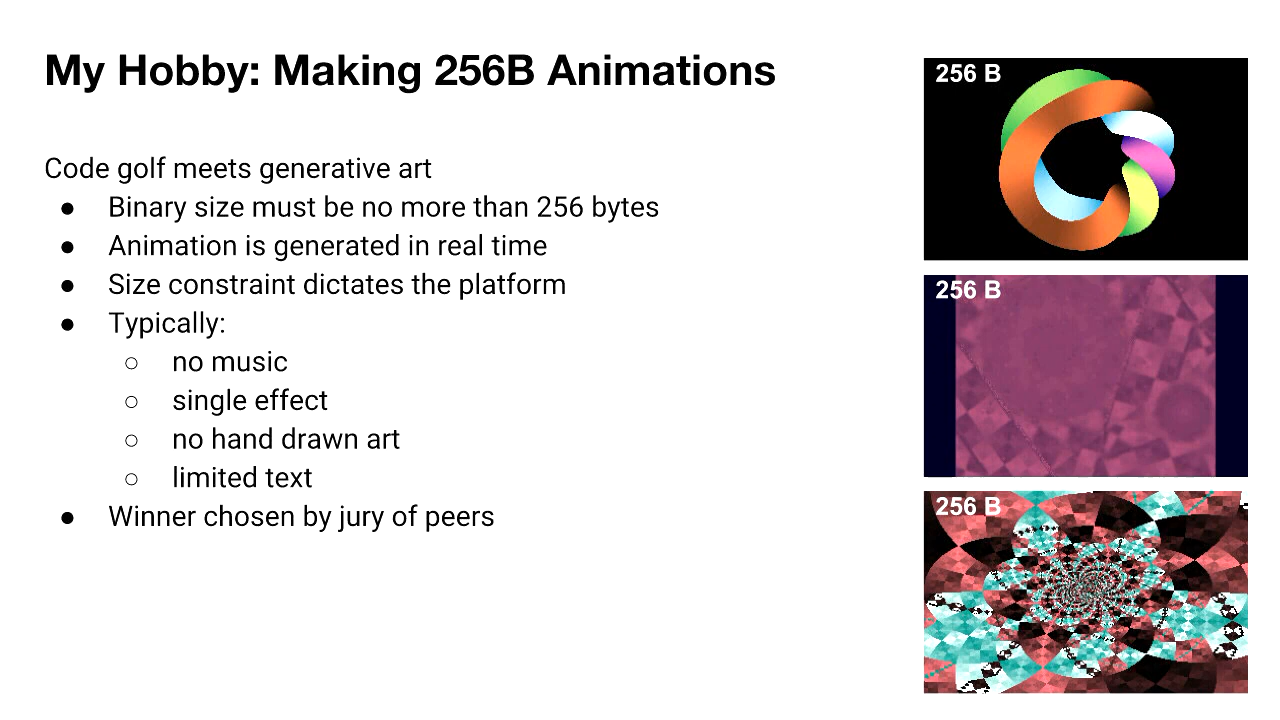 My Hobby: Making 256B Animations
Code golf meets generative art
● Binary size must be no more than 256 bytes
● Animation is generated in real time
● Size constraint dictates the platform
● Typically:
○ no music
○ single effect
○ no hand drawn art
○ limited text
● Winner chosen by jury of peers
256 B
256 B
256 B